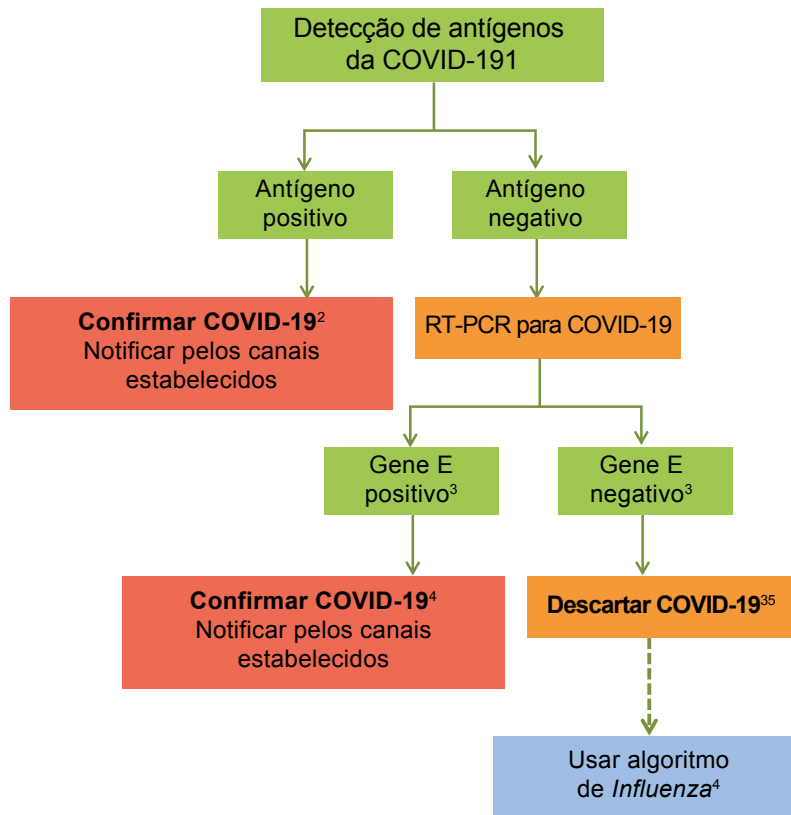 Detecção de antígenos
da COVID-191
Antígeno
positivo
Antígeno
negativo
Confirmar COVID-19²
Notificar pelos canais
estabelecidos
RT-PCR para COVID-19
Gene E
positivo³
Gene E
negativo³
Confirmar COVID-19⁴
Notificar pelos canais
estabelecidos
Descartar COVID-19³⁵
Usar algoritmo
de Influenza⁴